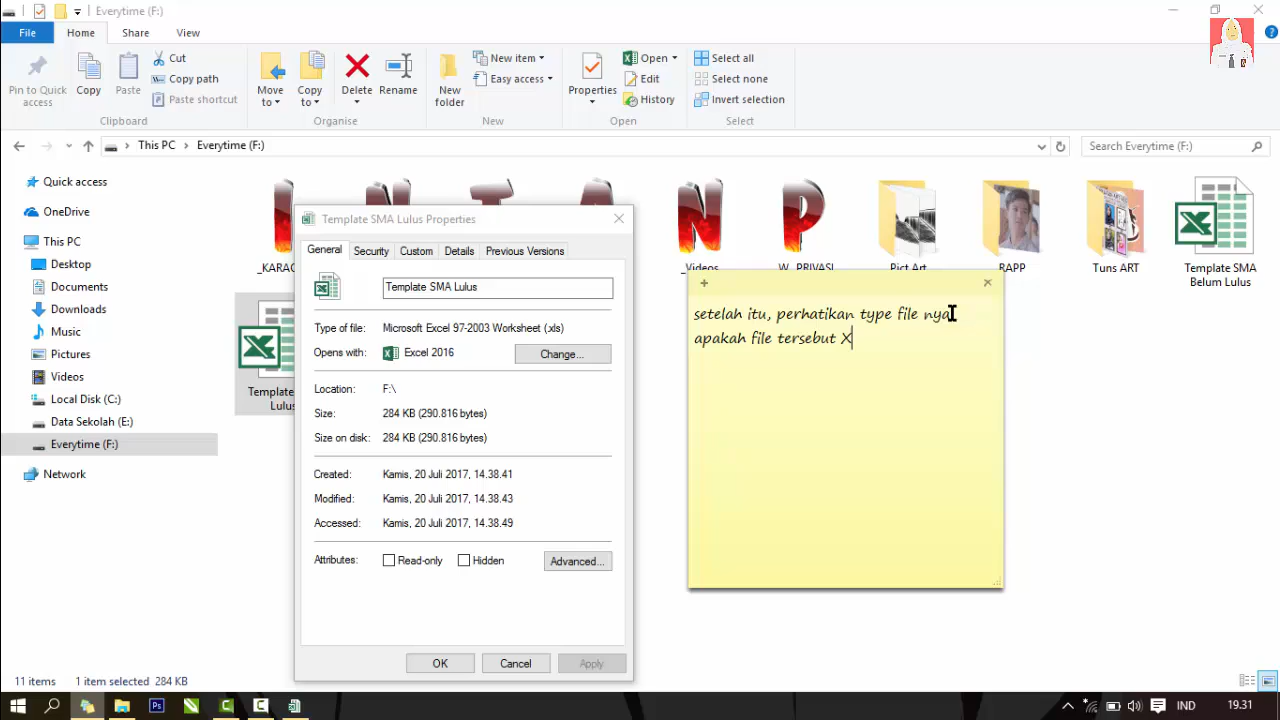 Everytime (F:)
File
Home
Share
View
Pin to Quick
access
Copy
Paste
Cut
Copy path
Paste shortcut
Clipboard
Move
to
Copy
to
Delete
Rename
Organise
New
folder
New item
Easy access
New
Properties
Open
Edit
History
Open
Select all
Select none
Invert selection
Select
This PC
Everytime (F:)
Search Everytime (F:)
Quick access
OneDrive
This PC
Desktop
Documents
Downloads
Music
Pictures
Videos
Local Disk (C:)
Data Sekolah (E:)
Everytime (F:)
Network
_Videos
W_PRIVASI
Pict Art
RAPP
Tuns ART
Template SMA
Belum Lulus
Lulus
Template SMA Lulus Properties
General
Security
Custom
Details
Previous Versions
Template SMA Lulus
Type of file:
Microsoft Excel 97-2003 Worksheet (.xls)
Opens with:
Excel 2016
Change...
Location:
F:\
Size:
284 KB (290.816 bytes)
Size on disk:
284 KB (290.816 bytes)
Created:
Kamis, 20 Juli 2017, 14.38.41
Modified:
Kamis, 20 Juli 2017, 14.38.43
Accessed:
Kamis, 20 Juli 2017, 14.38.49
Attributes:
Read-only
Hidden
Advanced...
OK
Cancel
Apply
setelah itu, perhatikan type file nya
apakah file tersebut X
11 items
1 item selected 284 KB
IND
19.31